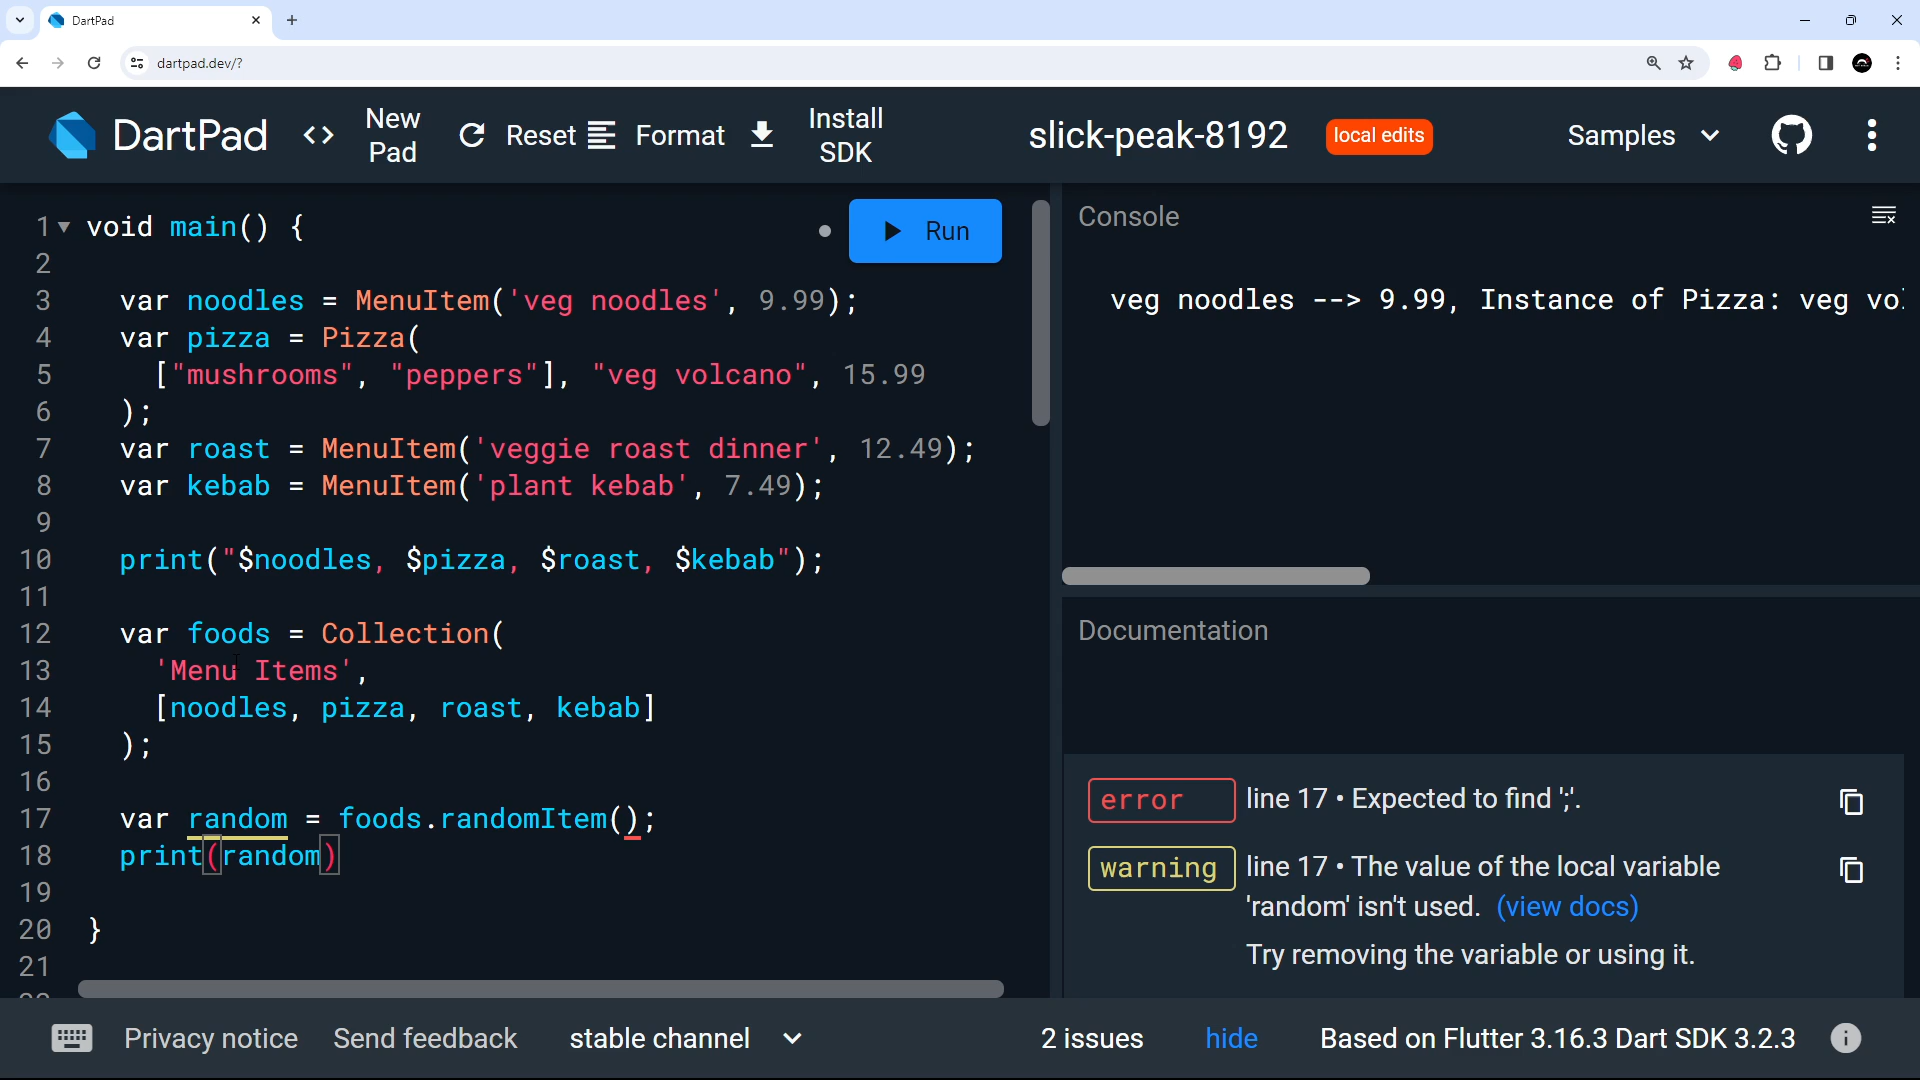 DartPad
dartpad.dev/?
DartPad
<> New Pad
Reset
Format
Install SDK
slick-peak-8192
local edits
Samples
1 void main() {
2
3 var noodles = MenuItem('veg noodles', 9.99);
4 var pizza = Pizza(
5 ["mushrooms", "peppers"], "veg volcano", 15.99
6 );
7 var roast = MenuItem('veggie roast dinner', 12.49);
8 var kebab = MenuItem('plant kebab', 7.49);
9
10 print("$noodles, $pizza, $roast, $kebab");
11
12 var foods = Collection(
13 'Menu Items',
14 [noodles, pizza, roast, kebab]
15 );
16
17 var random = foods.randomItem();
18 print(random)
19
20 }
21
Run
Console
veg noodles --> 9.99, Instance of Pizza: veg vo
Documentation
error line 17 • Expected to find ';'.
warning line 17 • The value of the local variable
'random' isn't used. (view docs)
Try removing the variable or using it.
Privacy notice
Send feedback
stable channel
2 issues
hide
Based on Flutter 3.16.3 Dart SDK 3.2.3